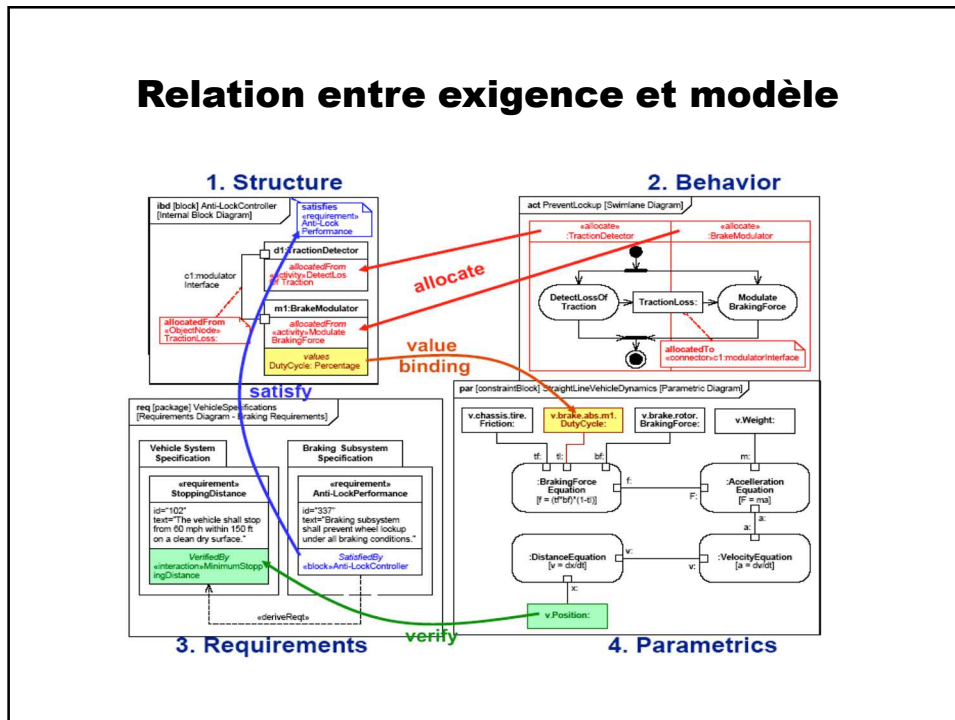 Relation entre exigence et modèle
1. Structure
ibd [block] Anti-LockController
[Internal Block Diagram]
satisfies
«requirement»
Anti-Lock
Performance
d1:TractionDetector
allocatedFrom
«activity»DetectLos
Of Traction
c1:modulator
Interface
m1:BrakeModulator
allocatedFrom
«activity»Modulate
BrakingForce
values
DutyCycle: Percentage
allocatedFrom
«ObjectNode»
TractionLoss:
allocate
value
binding
satisfy
2. Behavior
act PreventLockup [Swimlane Diagram]
«allocate»
:TractionDetector
«allocate»
:BrakeModulator
DetectLossOf
Traction
TractionLoss:
Modulate
BrakingForce
allocatedTo
«connector»c1:modulatorInterface
req [package] VehicleSpecifications
[Requirements Diagram - Braking Requirements]
Vehicle System
Specification
Braking Subsystem
Specification
«requirement»
StoppingDistance
id="102"
text="The vehicle shall stop
from 60 mph within 150 ft
on a clean dry surface."
VerifiedBy
«interaction»MinimumStopp
ingDistance
«requirement»
Anti-LockPerformance
id="337"
text="Braking subsystem
shall prevent wheel lockup
under all braking conditions."
SatisfiedBy
«block»Anti-LockController
«deriveReqt»
verify
3. Requirements
par [constraintBlock] StraightLineVehicleDynamics [Parametric Diagram]
v.chassis.tire.
Friction:
v.brake.abs.m1.
DutyCycle:
v.brake.rotor.
BrakingForce:
v.Weight:
tf:
tl:
bf:
m:
:BrakingForce
Equation
[f = (tf*bf)*(1-tl)]
f:
F:
:Accelleration
Equation
[F = ma]
a:
a:
:DistanceEquation
[v = dx/dt]
v:
v:
:VelocityEquation
[a = dv/dt]
x:
v.Position:
4. Parametrics